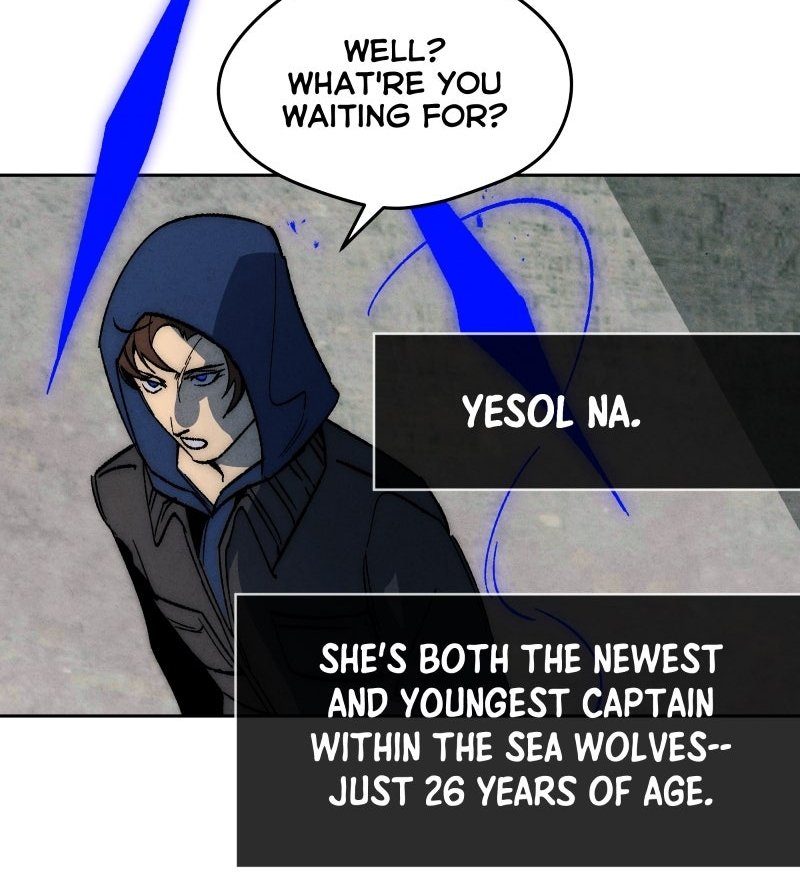 WELL?
WHAT'RE YOU
WAITING FOR?
YESOL NA.
SHE'S BOTH THE NEWEST
AND YOUNGEST CAPTAIN
WITHIN THE SEA WOLVES--
JUST 26 YEARS OF AGE.